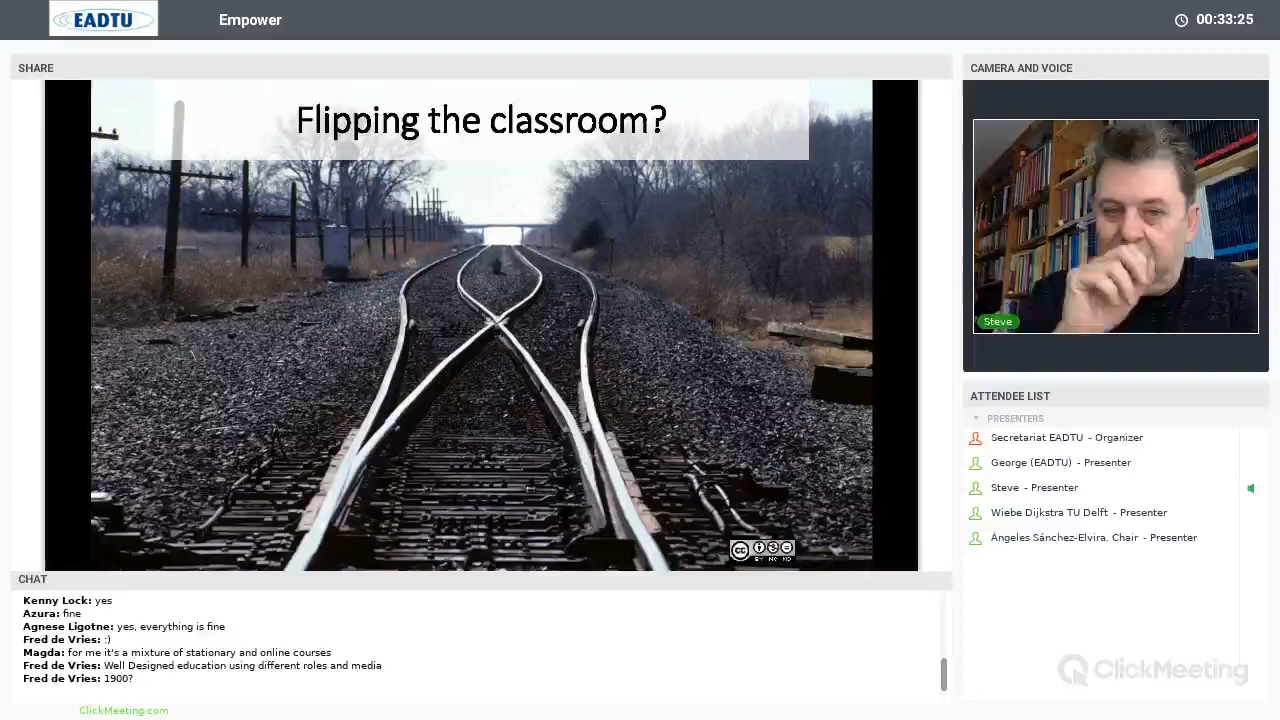 EADTU
Empower
00:33:25
SHARE
CAMERA AND VOICE
Flipping the classroom?
Steve
ATTENDEE LIST
PRESENTERS
Secretariat EADTU - Organizer
George (EADTU) - Presenter
Steve - Presenter
Wiebe Dijkstra TU Delft - Presenter
Ángeles Sánchez-Elvira. Chair - Presenter
cc
BY NC ND
CHAT
Kenny Lock: yes
Azura: fine
Agnese Ligotne: yes, everything is fine
Fred de Vries: :)
Magda: for me it's a mixture of stationary and online courses
Fred de Vries: Well Designed education using different roles and media
Fred de Vries: 1900?
ClickMeeting
ClickMeeting.com